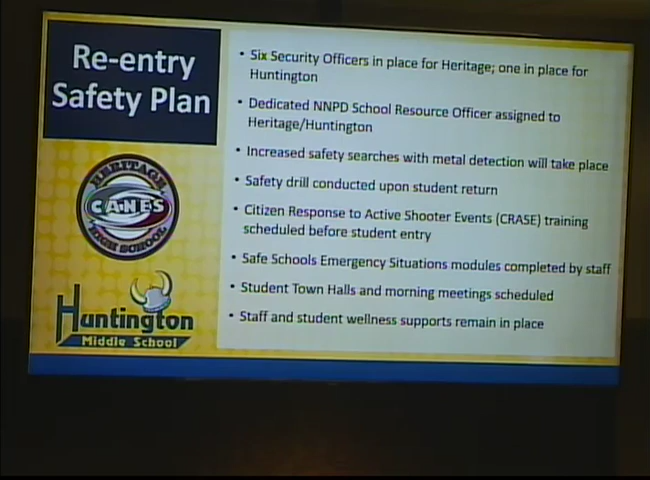 Re-entry
Safety Plan
HERITAGE
CANES
HIGH SCHOOL
Huntington
Middle School
• Six Security Officers in place for Heritage; one in place for
Huntington
• Dedicated NNPD School Resource Officer assigned to
Heritage/Huntington
• Increased safety searches with metal detection will take place
• Safety drill conducted upon student return
• Citizen Response to Active Shooter Events (CRASE) training
scheduled before student entry
• Safe Schools Emergency Situations modules completed by staff
• Student Town Halls and morning meetings scheduled
• Staff and student wellness supports remain in place